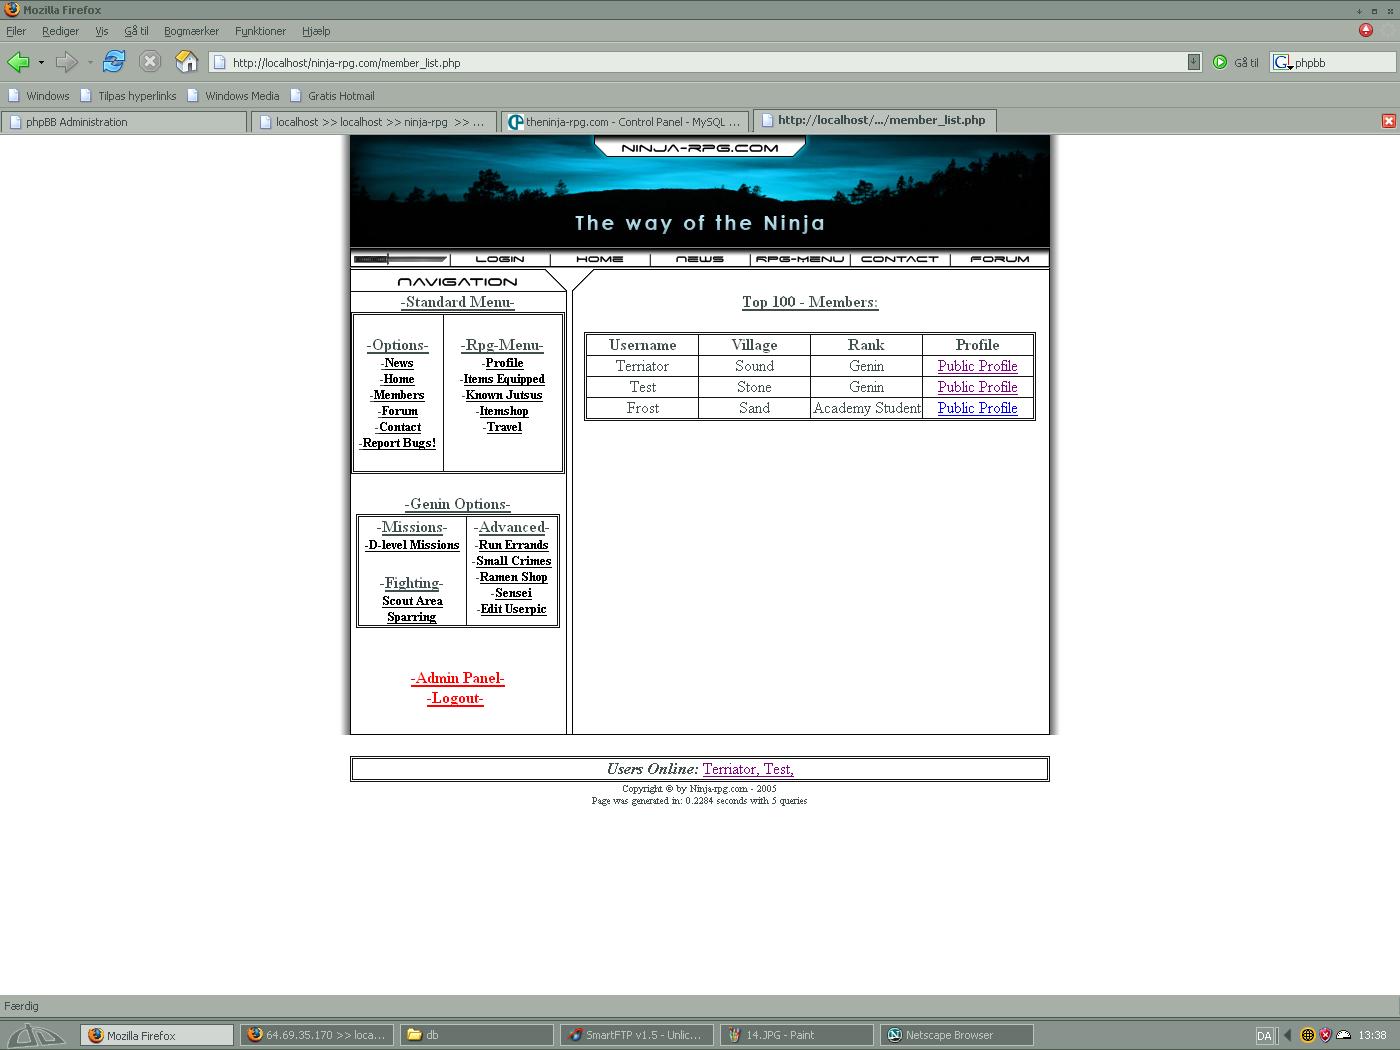 Mozilla Firefox
Filer Rediger Vis Gå til Bogmærker Funktioner Hjælp
http://localhost/ninja-rpg.com/member_list.php Gå til phpbb
Windows Tilpas hyperlinks Windows Media Gratis Hotmail
phpBB Administration localhost >> localhost >> ninja-rpg >> ... theninja-rpg.com - Control Panel - MySQL ... http://localhost/.../member_list.php
NINJA-RPG.COM
The way of the Ninja
LOGIN HOME NEWS RPG-MENU CONTACT FORUM
NAVIGATION
-Standard Menu-
-Options-
-News
-Home
-Members
-Forum
-Contact
-Report Bugs!
-Rpg-Menu-
-Profile
-Items Equipped
-Known Jutsus
-Itemshop
-Travel
-Genin Options-
-Missions-
-D-level Missions
-Fighting-
Scout Area
Sparring
-Advanced-
-Run Errands
-Small Crimes
-Ramen Shop
-Sensei
-Edit Userpic
-Admin Panel-
-Logout-
Top 100 - Members:
Username Village Rank Profile
Terriator Sound Genin Public Profile
Test Stone Genin Public Profile
Frost Sand Academy Student Public Profile
Users Online: Terriator, Test,
Copyright © by Ninja-rpg.com - 2005
Page was generated in: 0.2284 seconds with 5 queries
Færdig
Mozilla Firefox 64.69.35.170 >> loca... db SmartFTP v1.5 - Unlic... 14.JPG - Paint Netscape Browser DA 13:38